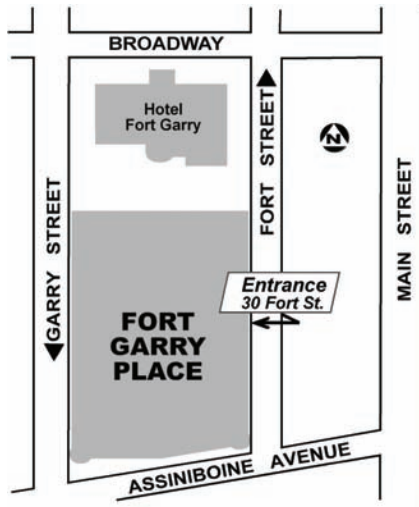 BROADWAY
Hotel
Fort Garry
FORT STREET
N
GARRY STREET
MAIN STREET
Entrance
30 Fort St.
FORT
GARRY
PLACE
ASSINIBOINE AVENUE